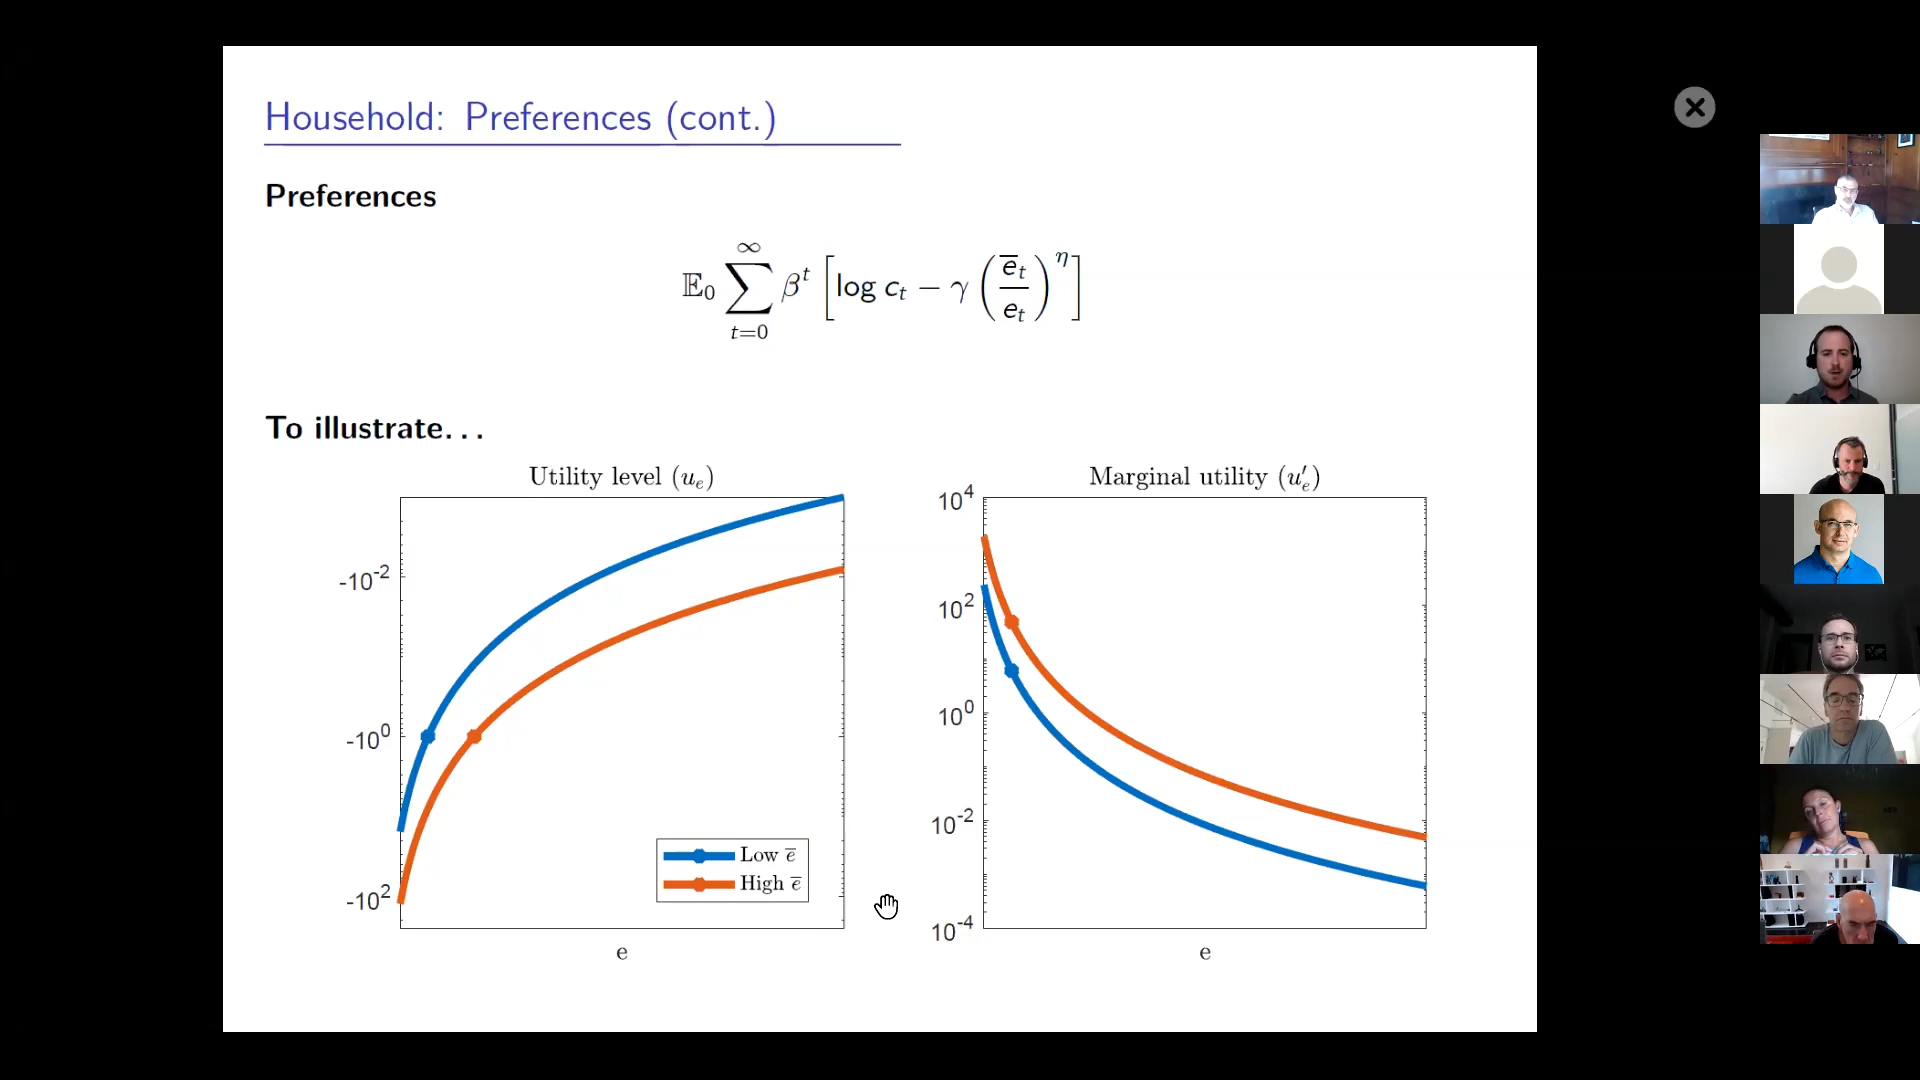 Household: Preferences (cont.)
Preferences
𝔼₀ ∑_{t=0}^{∞} β^t [log c_t − γ (e̅_t / e_t)^η]
To illustrate...
Utility level (u_e)
-10^-2
-10^0
-10^2
Low e̅
High e̅
e
Marginal utility (u′_e)
10^4
10^2
10^0
10^-2
10^-4
e